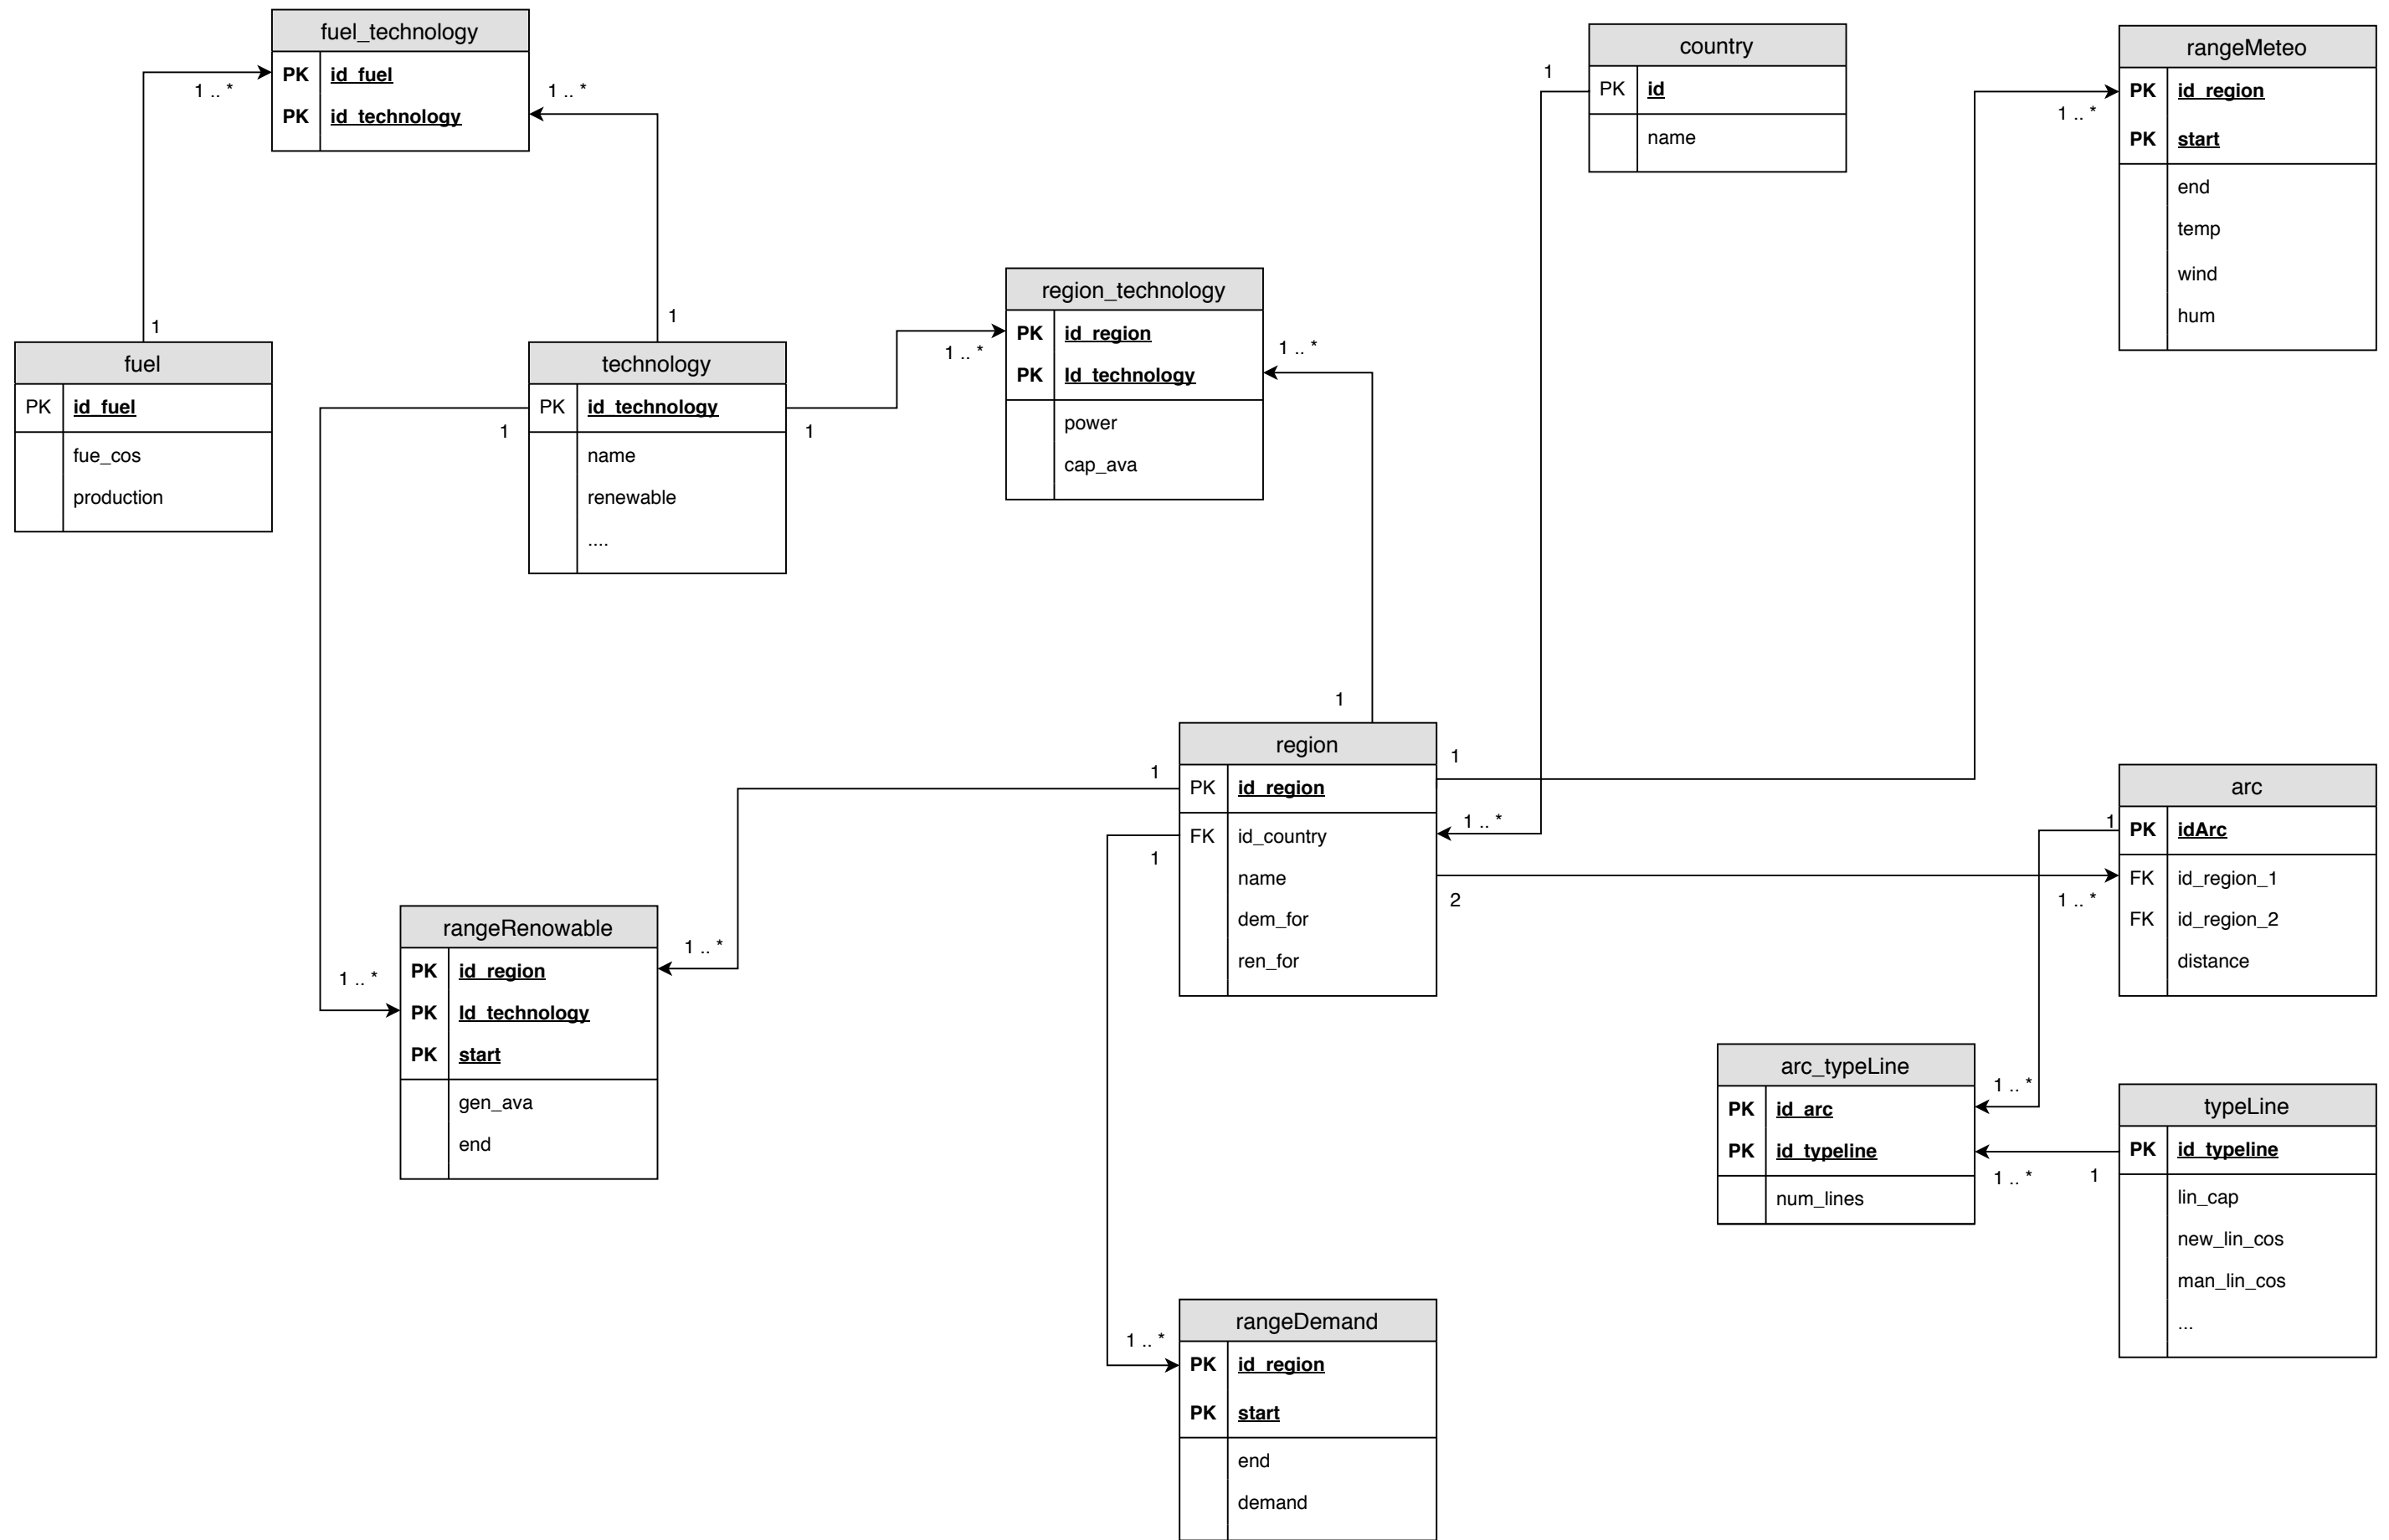 fuel_technology
PK id_fuel
PK id_technology
1 .. *
1 .. *
1
1
country
PK id
name
1
rangeMeteo
PK id_region
PK start
end
temp
wind
hum
1 .. *
region_technology
PK id_region
PK Id_technology
power
cap_ava
1 .. *
1 .. *
fuel
PK id_fuel
fue_cos
production
technology
PK id_technology
name
renewable
....
1
1
1
region
PK id_region
FK id_country
name
dem_for
ren_for
1
1
1
1 .. *
2
arc
PK idArc
FK id_region_1
FK id_region_2
distance
1
1 .. *
rangeRenowable
PK id_region
PK Id_technology
PK start
gen_ava
end
1 .. *
1 .. *
arc_typeLine
PK id_arc
PK id_typeline
num_lines
1 .. *
1 .. *
1
typeLine
PK id_typeline
lin_cap
new_lin_cos
man_lin_cos
...
rangeDemand
PK id_region
PK start
end
demand
1 .. *